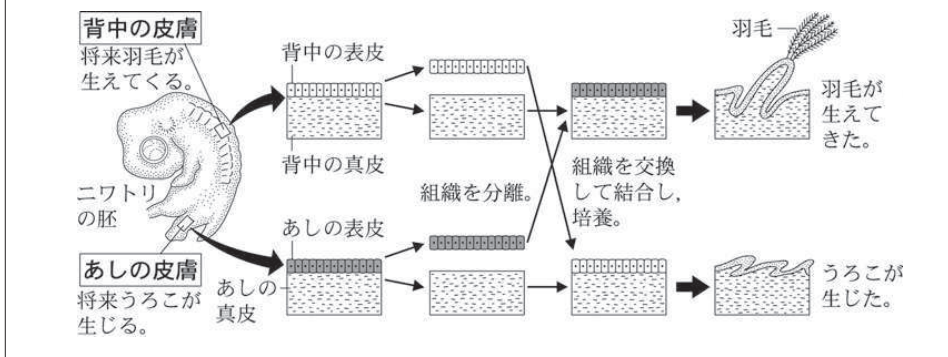 背中の皮膚
将来羽毛が
生えてくる。
ニワトリ
の胚
あしの皮膚
将来うろこが
生じる。
背中の表皮
背中の真皮
あしの表皮
あしの
真皮
組織を分離。
組織を交換
して結合し,
培養。
羽毛
羽毛が
生えて
きた。
うろこが
生じた。